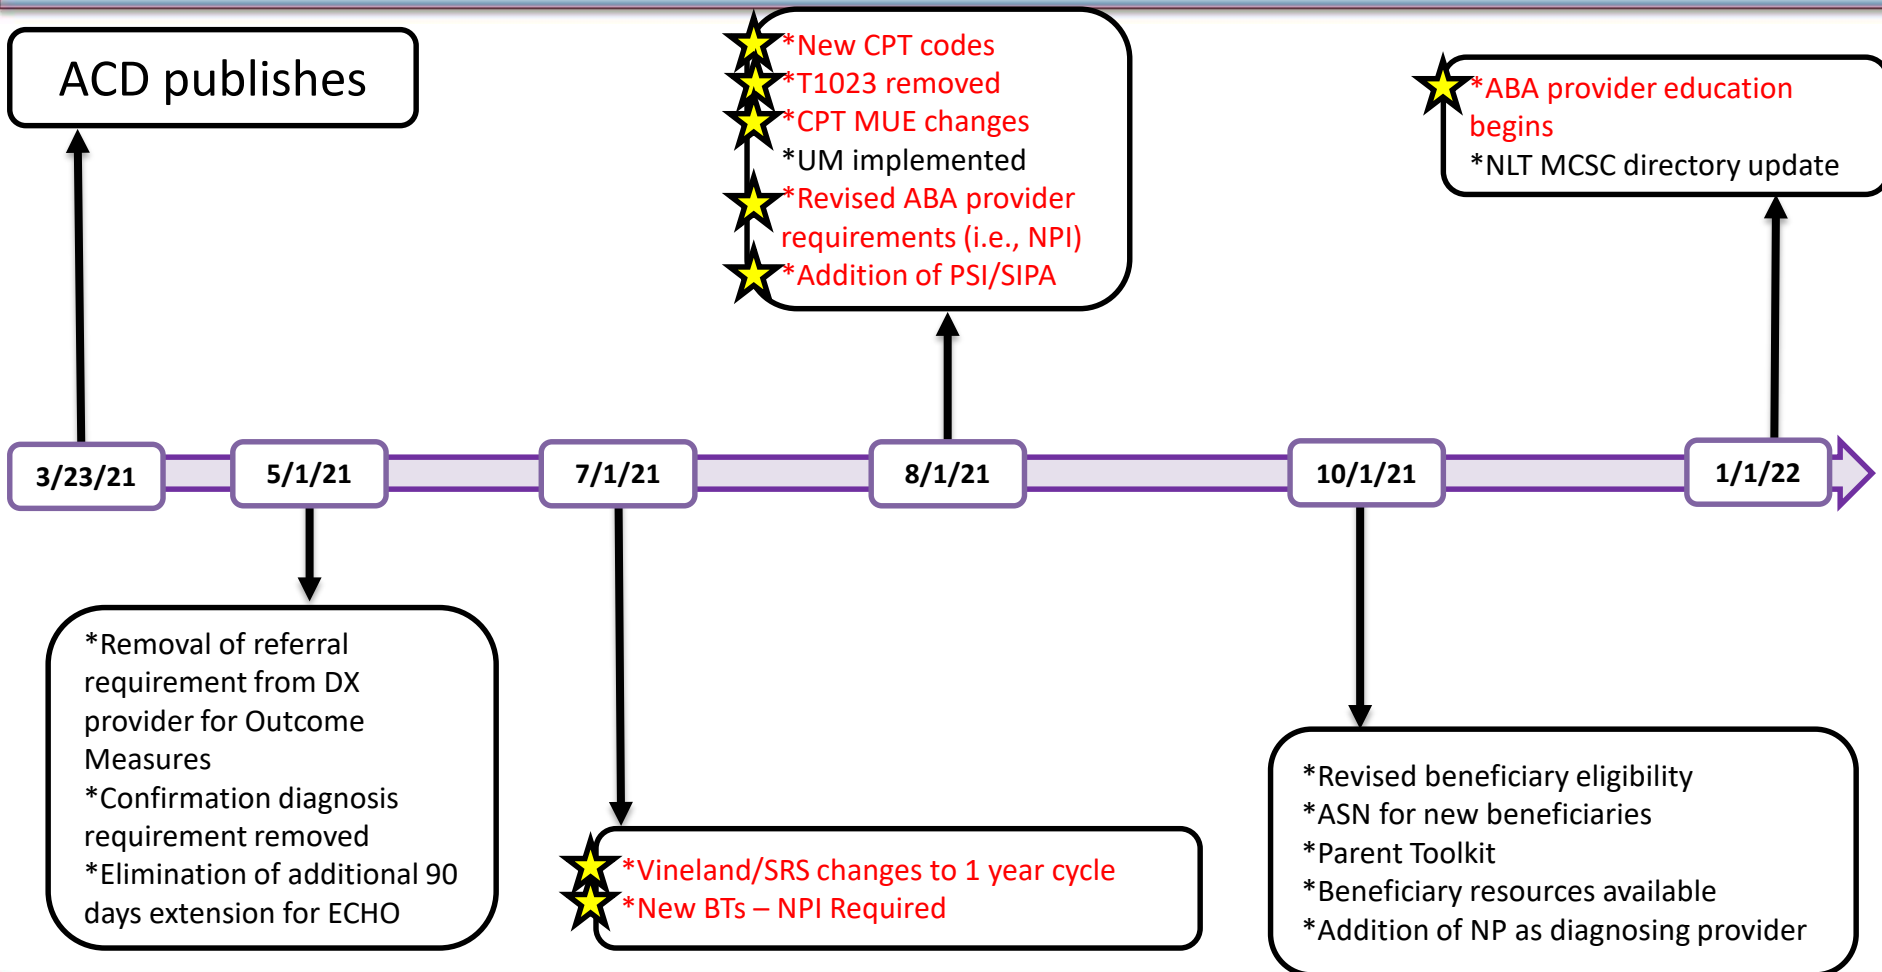 ACD publishes
*New CPT codes
*T1023 removed
*CPT MUE changes
*UM implemented
*Revised ABA provider
requirements (i.e., NPI)
*Addition of PSI/SIPA
*ABA provider education
begins
*NLT MCSC directory update
3/23/21
5/1/21
7/1/21
8/1/21
10/1/21
1/1/22
*Removal of referral
requirement from DX
provider for Outcome
Measures
*Confirmation diagnosis
requirement removed
*Elimination of additional 90
days extension for ECHO
*Vineland/SRS changes to 1 year cycle
*New BTs – NPI Required
*Revised beneficiary eligibility
*ASN for new beneficiaries
*Parent Toolkit
*Beneficiary resources available
*Addition of NP as diagnosing provider